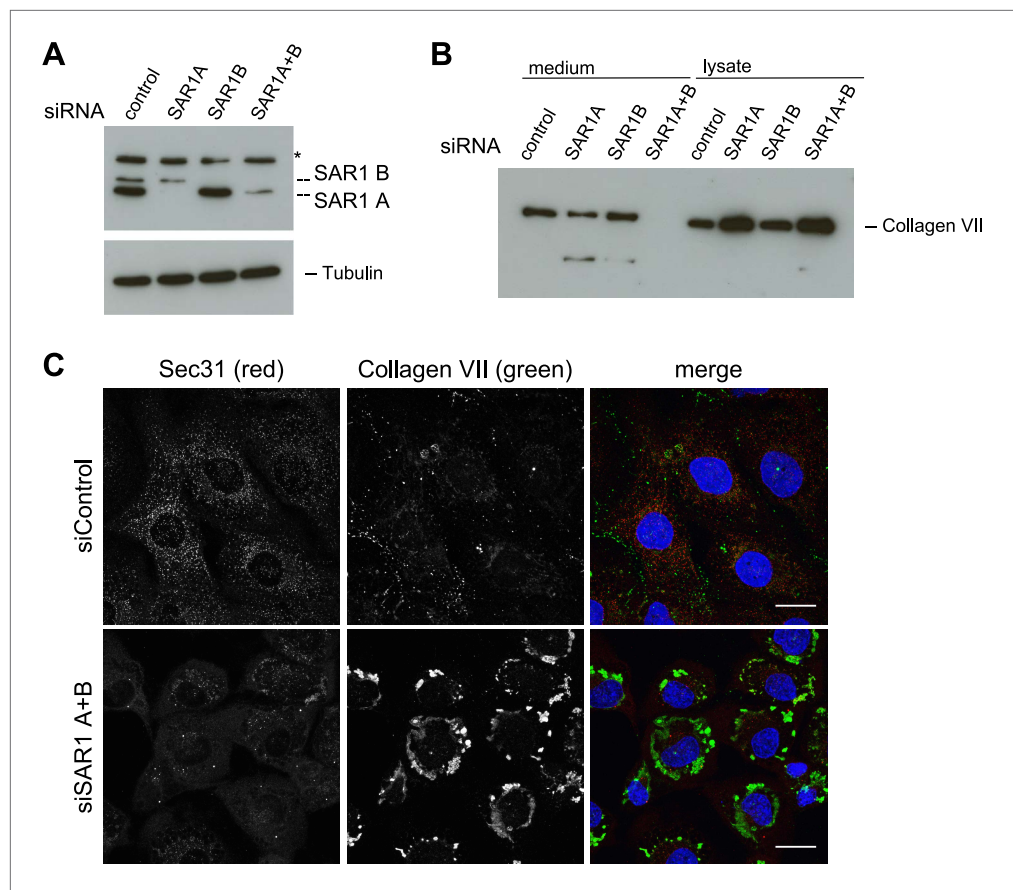 A
siRNA
control
SAR1A
SAR1B
SAR1A+B
*
-- SAR1 B
-- SAR1 A
– Tubulin
B
medium
lysate
siRNA
control
SAR1A
SAR1B
SAR1A+B
control
SAR1A
SAR1B
SAR1A+B
– Collagen VII
C
Sec31 (red)
Collagen VII (green)
merge
siControl
siSAR1 A+B